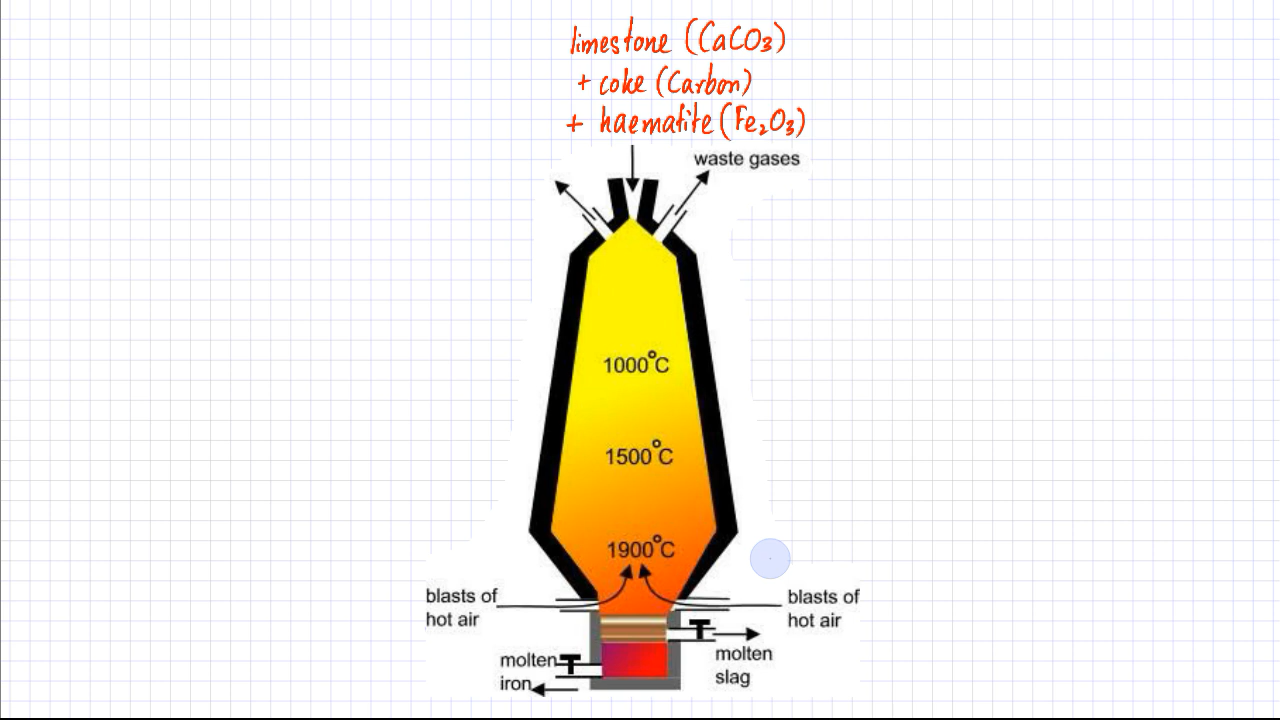 limestone (CaCO₃)
+ coke (Carbon)
+ haematite (Fe₂O₃)
waste gases
1000°C
1500°C
1900°C
blasts of
hot air
blasts of
hot air
molten
slag
molten
iron